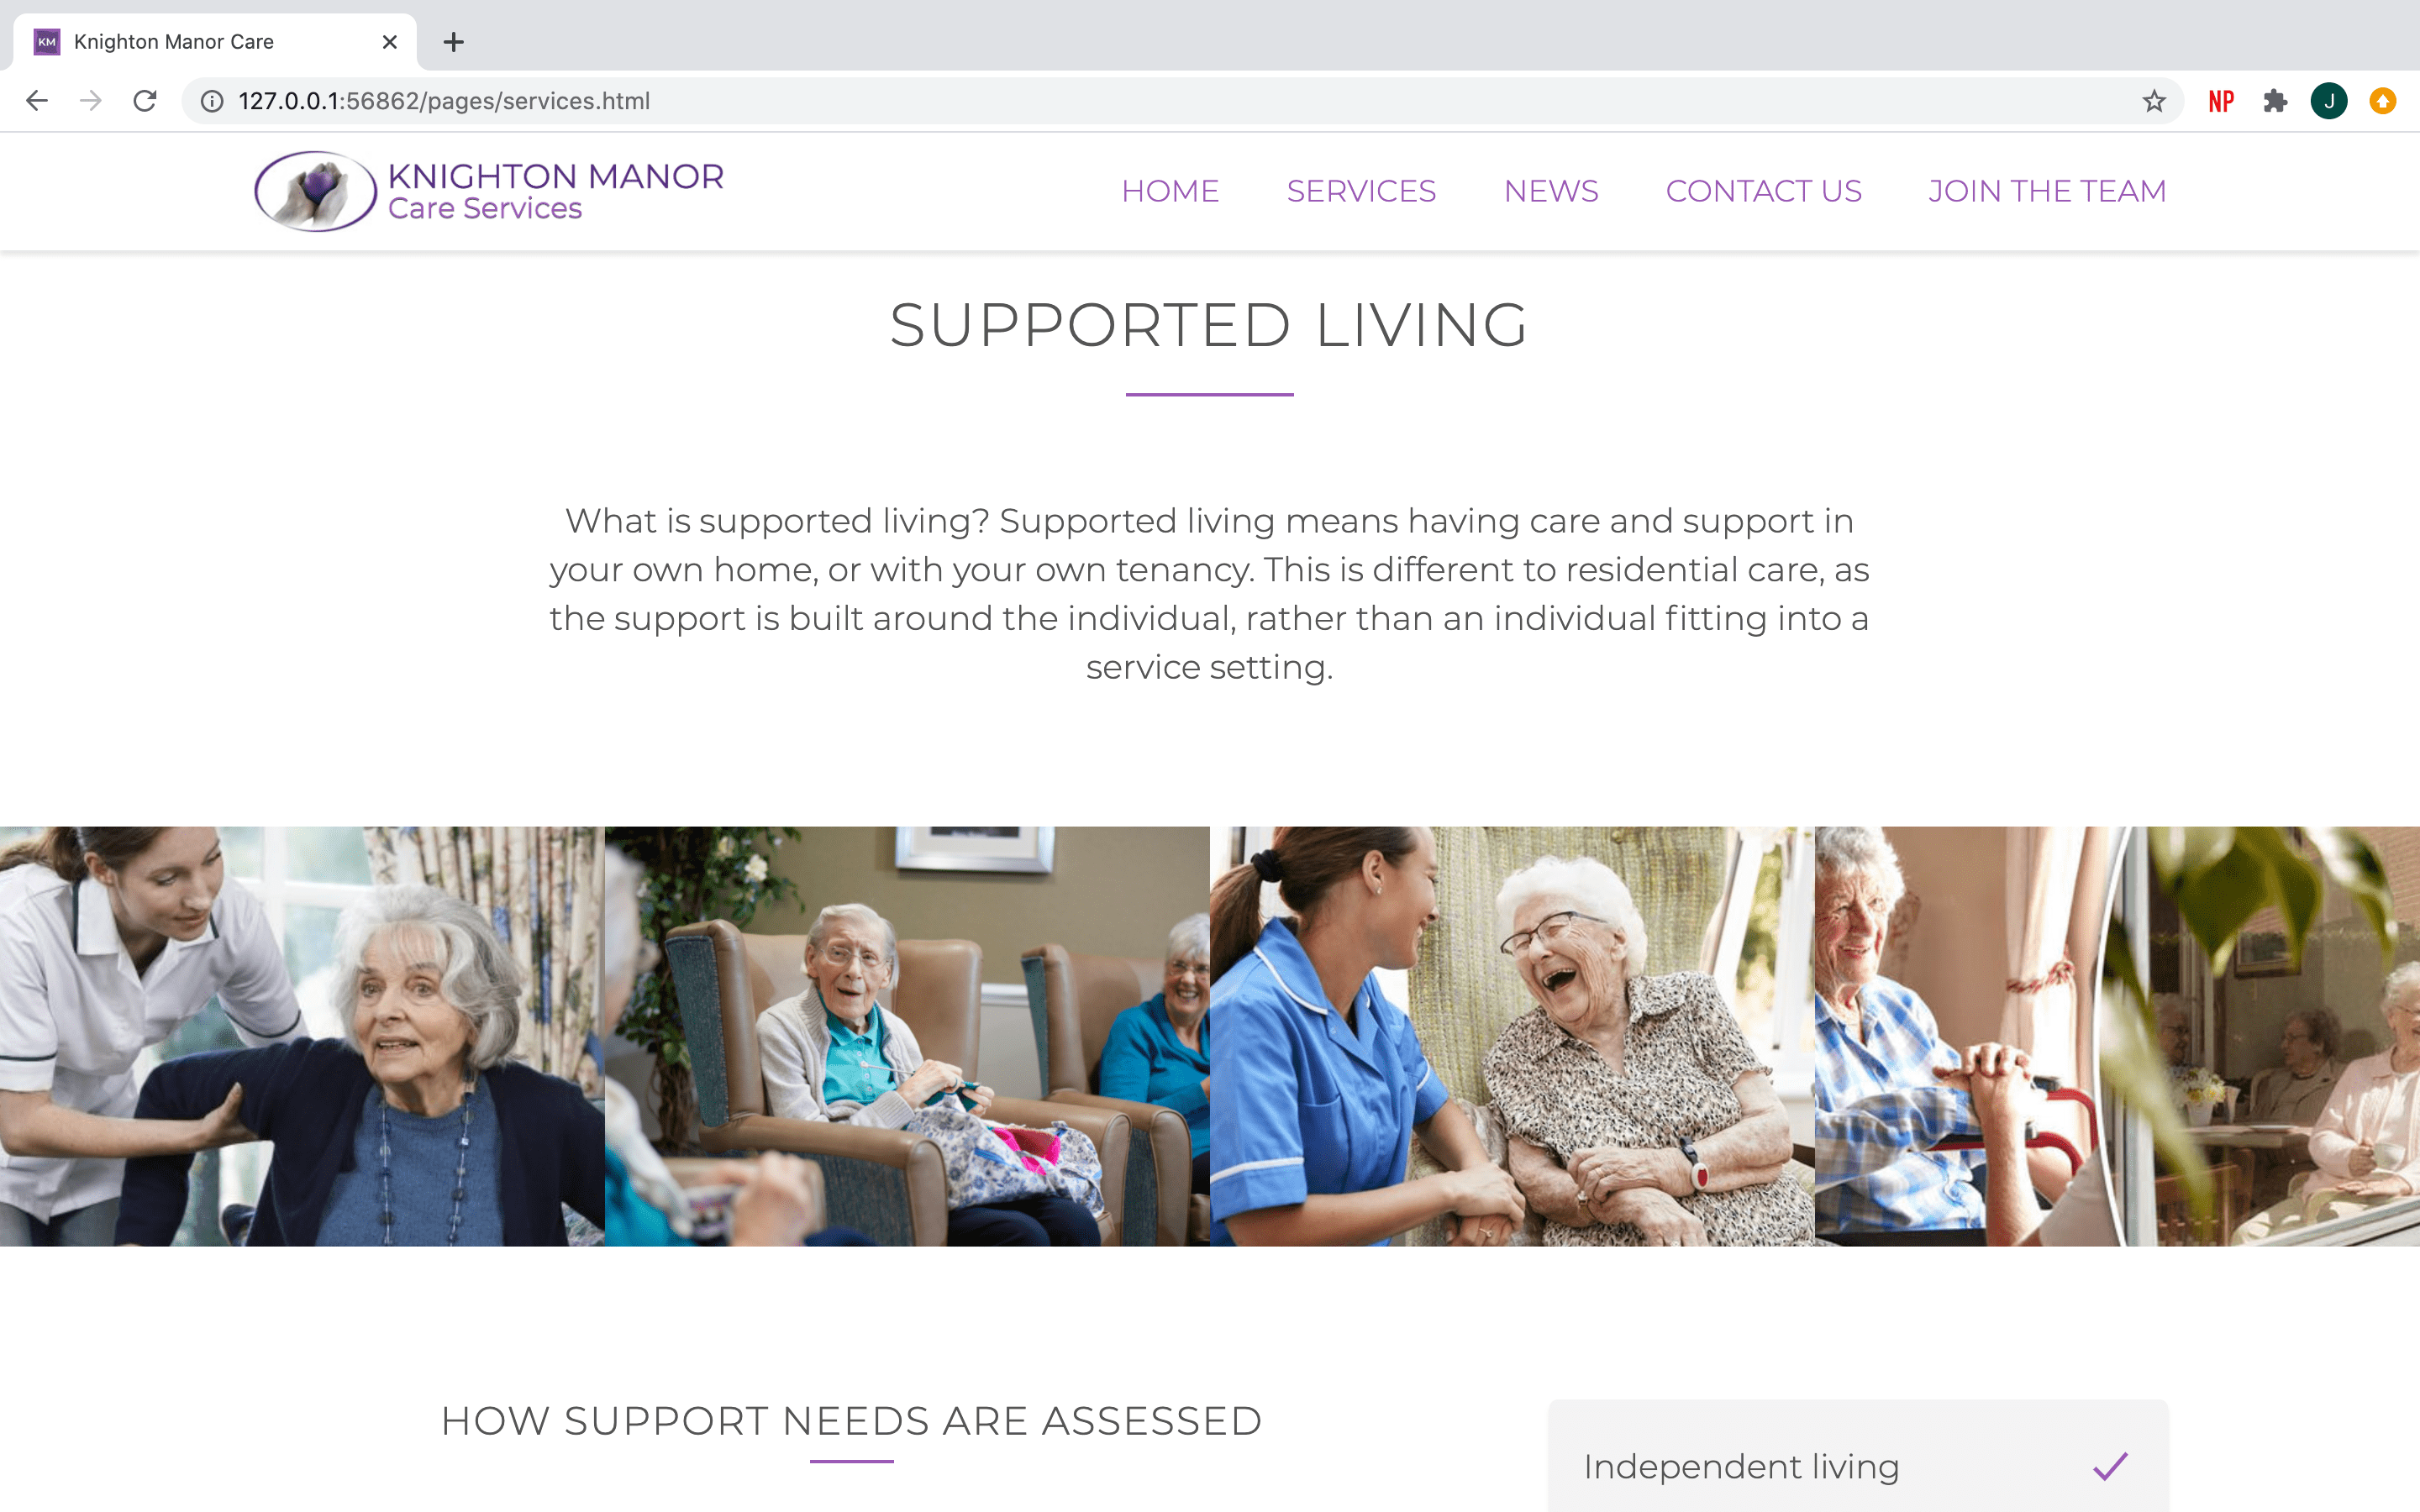 KM Knighton Manor Care
127.0.0.1:56862/pages/services.html
NP
J
KNIGHTON MANOR
Care Services
HOME SERVICES NEWS CONTACT US JOIN THE TEAM
SUPPORTED LIVING
What is supported living? Supported living means having care and support in
your own home, or with your own tenancy. This is different to residential care, as
the support is built around the individual, rather than an individual fitting into a
service setting.
HOW SUPPORT NEEDS ARE ASSESSED
Independent living